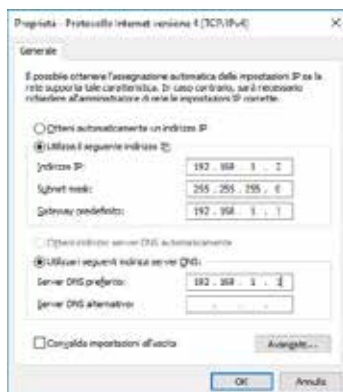 Proprietà - Protocollo Internet versione 4 (TCP/IPv4)
Generale
È possibile ottenere l'assegnazione automatica delle impostazioni IP se la
rete supporta tale caratteristica. In caso contrario, sarà necessario
richiedere all'amministratore di rete le impostazioni IP corrette.
Ottieni automaticamente un indirizzo IP
Utilizza il seguente indirizzo IP:
Indirizzo IP: 192 . 168 . 1 . 2
Subnet mask: 255 . 255 . 255 . 0
Gateway predefinito: 192 . 168 . 1 . 1
Ottieni indirizzo server DNS automaticamente
Utilizza i seguenti indirizzi server DNS:
Server DNS preferito: 192 . 168 . 1 .
Server DNS alternativo: . . .
Convalida impostazioni all'uscita
Avanzate...
OK
Annulla